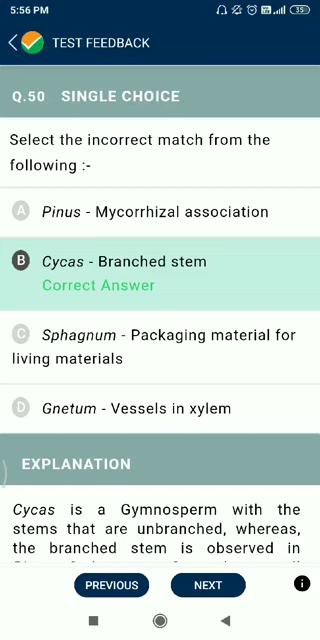 5:56 PM
35
TEST FEEDBACK
Q.50 SINGLE CHOICE
Select the incorrect match from the
following :-
A Pinus - Mycorrhizal association
B Cycas - Branched stem
Correct Answer
C Sphagnum - Packaging material for
living materials
D Gnetum - Vessels in xylem
EXPLANATION
Cycas is a Gymnosperm with the
stems that are unbranched, whereas,
the branched stem is observed in
PREVIOUS NEXT